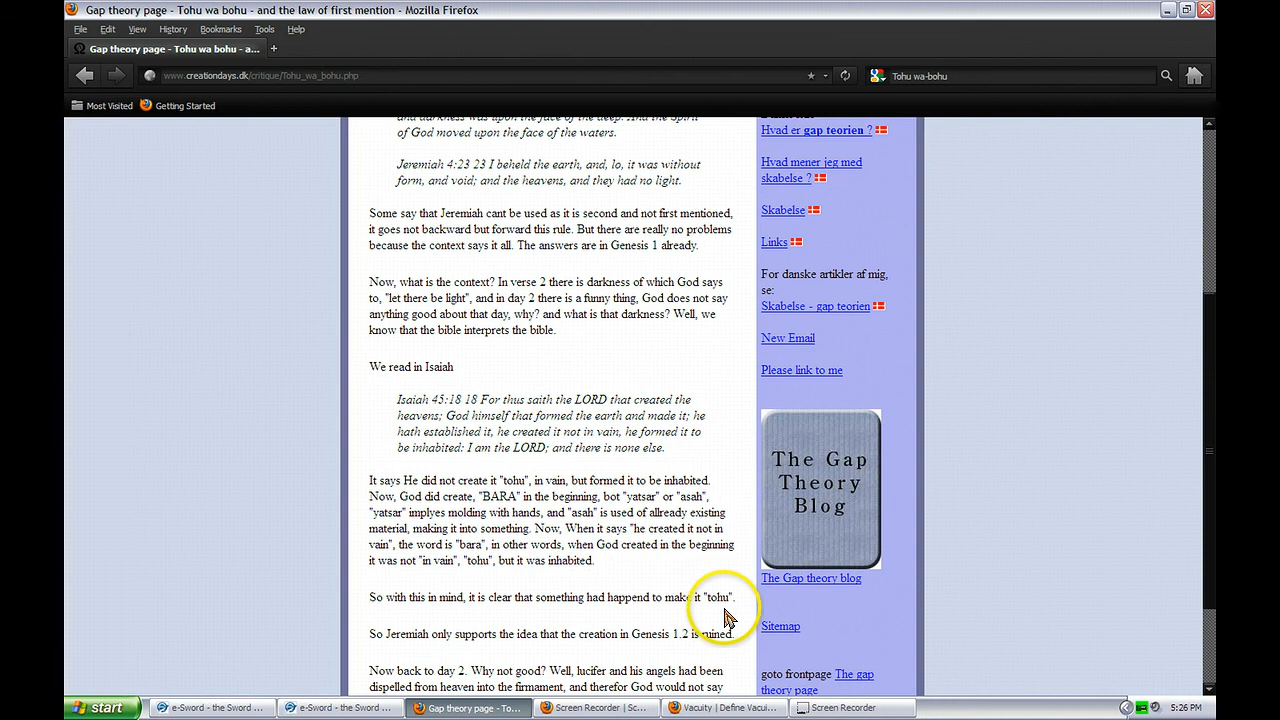 Gap theory page - Tohu wa bohu - and the law of first mention - Mozilla Firefox
File Edit View History Bookmarks Tools Help
Gap theory page - Tohu wa bohu - a...
www.creationdays.dk/critique/Tohu_wa_bohu.php
Tohu wa-bohu
Most Visited Getting Started
and darkness was upon the face of the deep. And the Spirit
of God moved upon the face of the waters.
Jeremiah 4:23 23 I beheld the earth, and, lo, it was without
form, and void; and the heavens, and they had no light.
Some say that Jeremiah cant be used as it is second and not first mentioned,
it goes not backward but forward this rule. But there are really no problems
because the context says it all. The answers are in Genesis 1 already.
Now, what is the context? In verse 2 there is darkness of which God says
to, "let there be light", and in day 2 there is a funny thing, God does not say
anything good about that day, why? and what is that darkness? Well, we
know that the bible interprets the bible.
We read in Isaiah
Isaiah 45:18 18 For thus saith the LORD that created the
heavens; God himself that formed the earth and made it; he
hath established it, he created it not in vain, he formed it to
be inhabited: I am the LORD; and there is none else.
It says He did not create it "tohu", in vain, but formed it to be inhabited.
Now, God did create, "BARA" in the beginning, bot "yatsar" or "asah",
"yatsar" implyes molding with hands, and "asah" is used of allready existing
material, making it into something. Now, When it says "he created it not in
vain", the word is "bara", in other words, when God created in the beginning
it was not "in vain", "tohu", but it was inhabited.
So with this in mind, it is clear that something had happend to make it "tohu".
So Jeremiah only supports the idea that the creation in Genesis 1.2 is ruined.
Now back to day 2. Why not good? Well, lucifer and his angels had been
dispelled from heaven into the firmament, and therefor God would not say
Hvad er gap teorien ?
Hvad mener jeg med
skabelse ?
Skabelse
Links
For danske artikler af mig,
se:
Skabelse - gap teorien
New Email
Please link to me
The Gap
Theory
Blog
The Gap theory blog
Sitemap
goto frontpage The gap
theory page
start
e-Sword - the Sword ...
e-Sword - the Sword ...
Gap theory page - To...
Screen Recorder | Sc...
Vacuity | Define Vacui...
Screen Recorder
5:26 PM